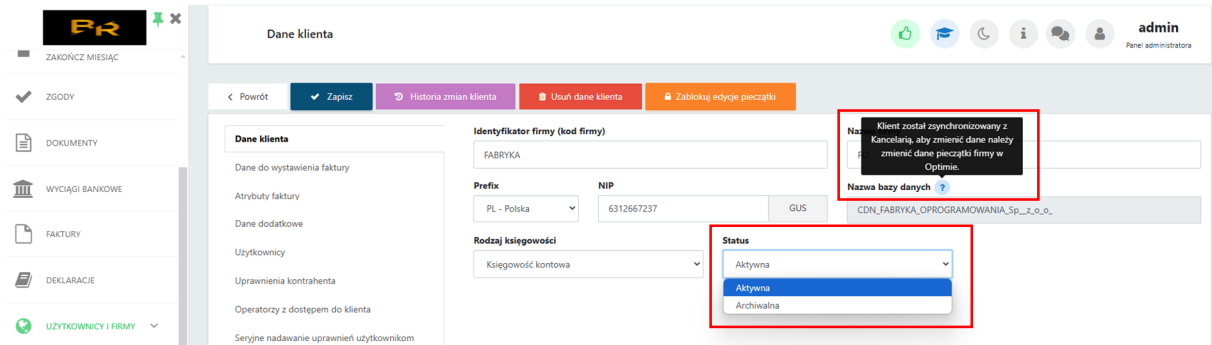 BR
admin
Panel administratora
Dane klienta
ZAKOŃCZ MIESIĄC
ZGODY
DOKUMENTY
WYCIĄGI BANKOWE
FAKTURY
DEKLARACJE
UŻYTKOWNICY I FIRMY
Powrót
Zapisz
Historia zmian klienta
Usuń dane klienta
Zablokuj edycje pieczątki
Dane klienta
Dane do wystawienia faktury
Atrybuty faktury
Dane dodatkowe
Użytkownicy
Uprawnienia kontrahenta
Operatorzy z dostępem do klienta
Seryjne nadawanie uprawnień użytkownikom
Identyfikator firmy (kod firmy)
FABRYKA
Klient został zsynchronizowany z
Kancelarią, aby zmienić dane należy
zmienić dane pieczątki firmy w
Optimie.
Prefix
NIP
PL - Polska
6312667237
GUS
Nazwa bazy danych ?
CDN_FABRYKA_OPROGRAMOWANIA_Sp__z_o_o_
Rodzaj księgowości
Księgowość kontowa
Status
Aktywna
Aktywna
Archiwalna